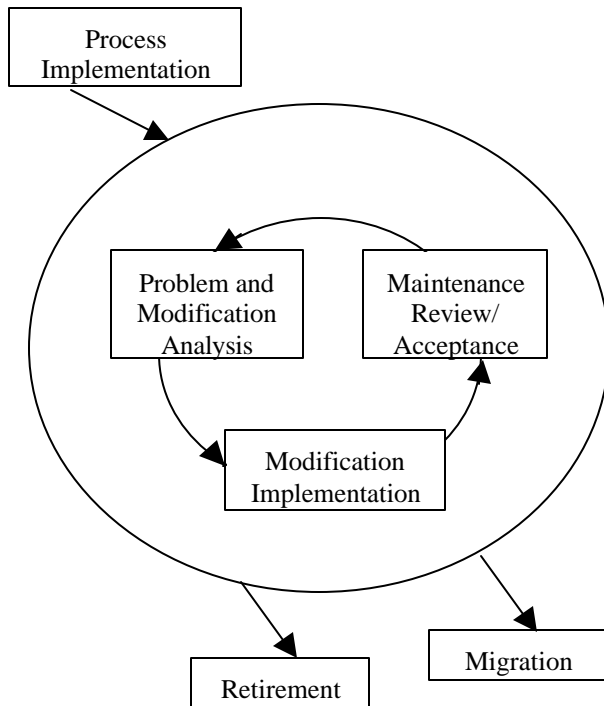 Process
Implementation
Problem and
Modification
Analysis
Maintenance
Review/
Acceptance
Modification
Implementation
Migration
Retirement